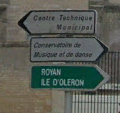 Centre Technique
Municipal
Conservatoire de
Musique et de danse
ROYAN
ILE D'OLERON